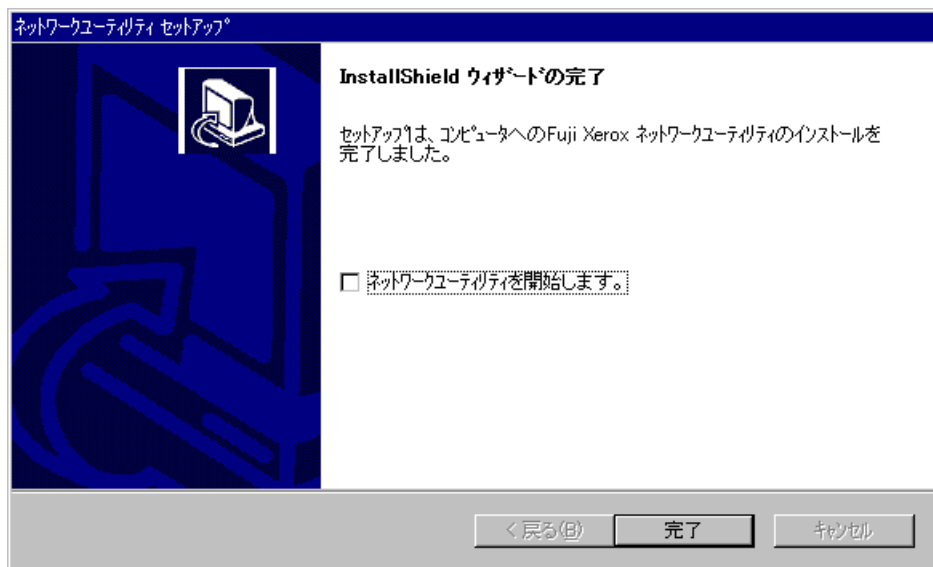 ネットワークユーティリティ セットアップ
InstallShield ウィザードの完了
セットアップは、コンピュータへのFuji Xerox ネットワークユーティリティのインストールを
完了しました。
ネットワークユーティリティを開始します。
< 戻る(B)
完了
キャンセル